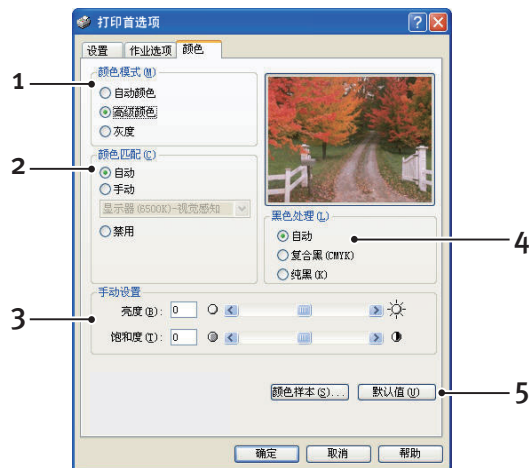 打印首选项
设置 作业选项 颜色
1
颜色模式(M)
自动颜色
高级颜色
灰度
2
颜色匹配(C)
自动
手动
显示器(6500K)-视觉感知
禁用
黑色处理(L)
自动
复合黑(CMYK)
纯黑(K)
4
3
手动设置
亮度(B): 0
饱和度(T): 0
颜色样本(S)... 默认值(U)
5
确定 取消 帮助